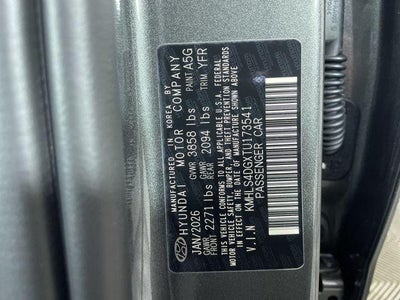 MANUFACTURED IN KOREA BY
HYUNDAI MOTOR COMPANY
JAN/2026 GVWR 3858 lbs PAINT A5G
GAWR FRONT 2271 lbs GAWR REAR 2094 lbs TRIM YFR
THIS VEHICLE CONFORMS TO ALL APPLICABLE U.S.A. FEDERAL
MOTOR VEHICLE SAFETY, BUMPER, AND THEFT PREVENTION STANDARDS
IN EFFECT ON THE DATE OF MANUFACTURE SHOWN ABOVE
V.I.N KMHLS4DGXTU173541
PASSENGER CAR